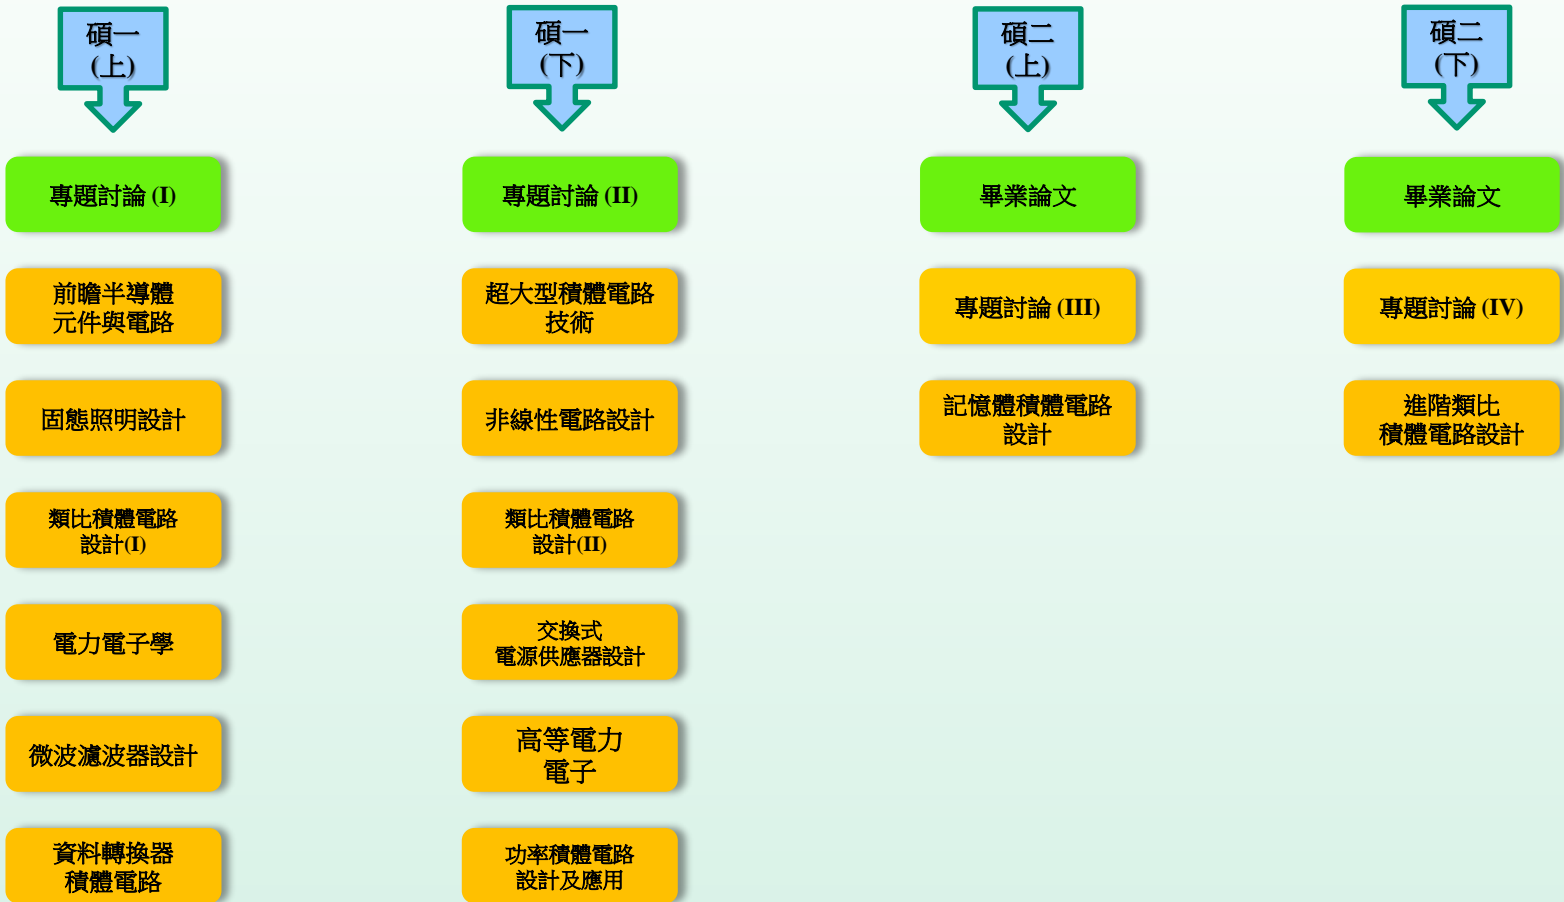 碩一
(上)
碩一
(下)
碩二
(上)
碩二
(下)
專題討論 (I)
專題討論 (II)
畢業論文
畢業論文
前瞻半導體
元件與電路
超大型積體電路
技術
專題討論 (III)
專題討論 (IV)
固態照明設計
非線性電路設計
記憶體積體電路
設計
進階類比
積體電路設計
類比積體電路
設計(I)
類比積體電路
設計(II)
電力電子學
交換式
電源供應器設計
微波濾波器設計
高等電力
電子
資料轉換器
積體電路
功率積體電路
設計及應用